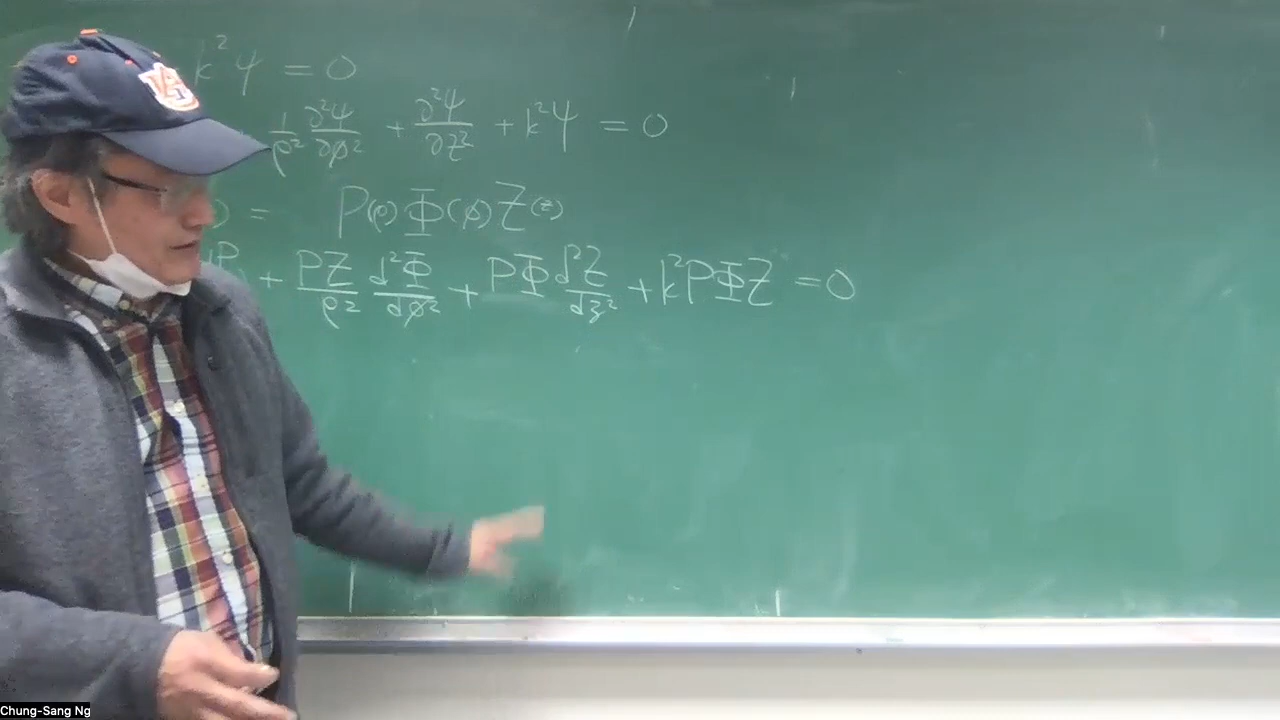 k²ψ = 0
1/ρ² ∂²ψ/∂φ² + ∂²ψ/∂z² + k²ψ = 0
= P(ρ)Φ(φ)Z(z)
dP + PZ/ρ² d²Φ/dφ² + PΦ d²Z/dz² + k²PΦZ = 0
Chung-Sang Ng